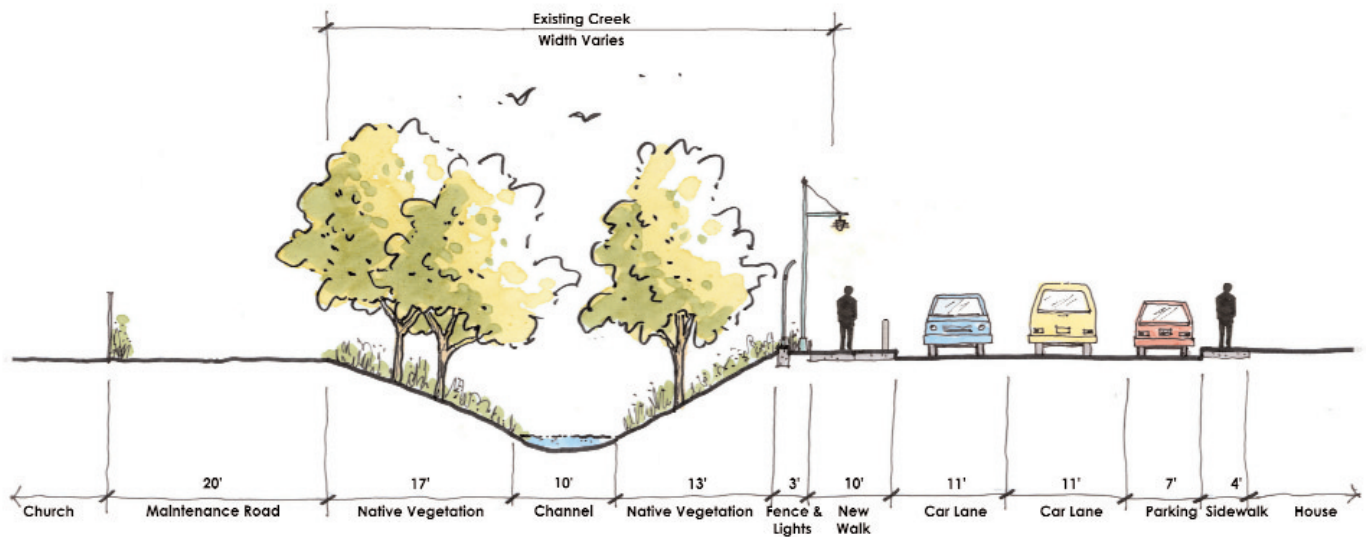 Existing Creek
Width Varies
20'
17'
10'
13'
3'
10'
11'
11'
7'
4'
Church
Maintenance Road
Native Vegetation
Channel
Native Vegetation
Fence &
Lights
New
Walk
Car Lane
Car Lane
Parking
Sidewalk
House